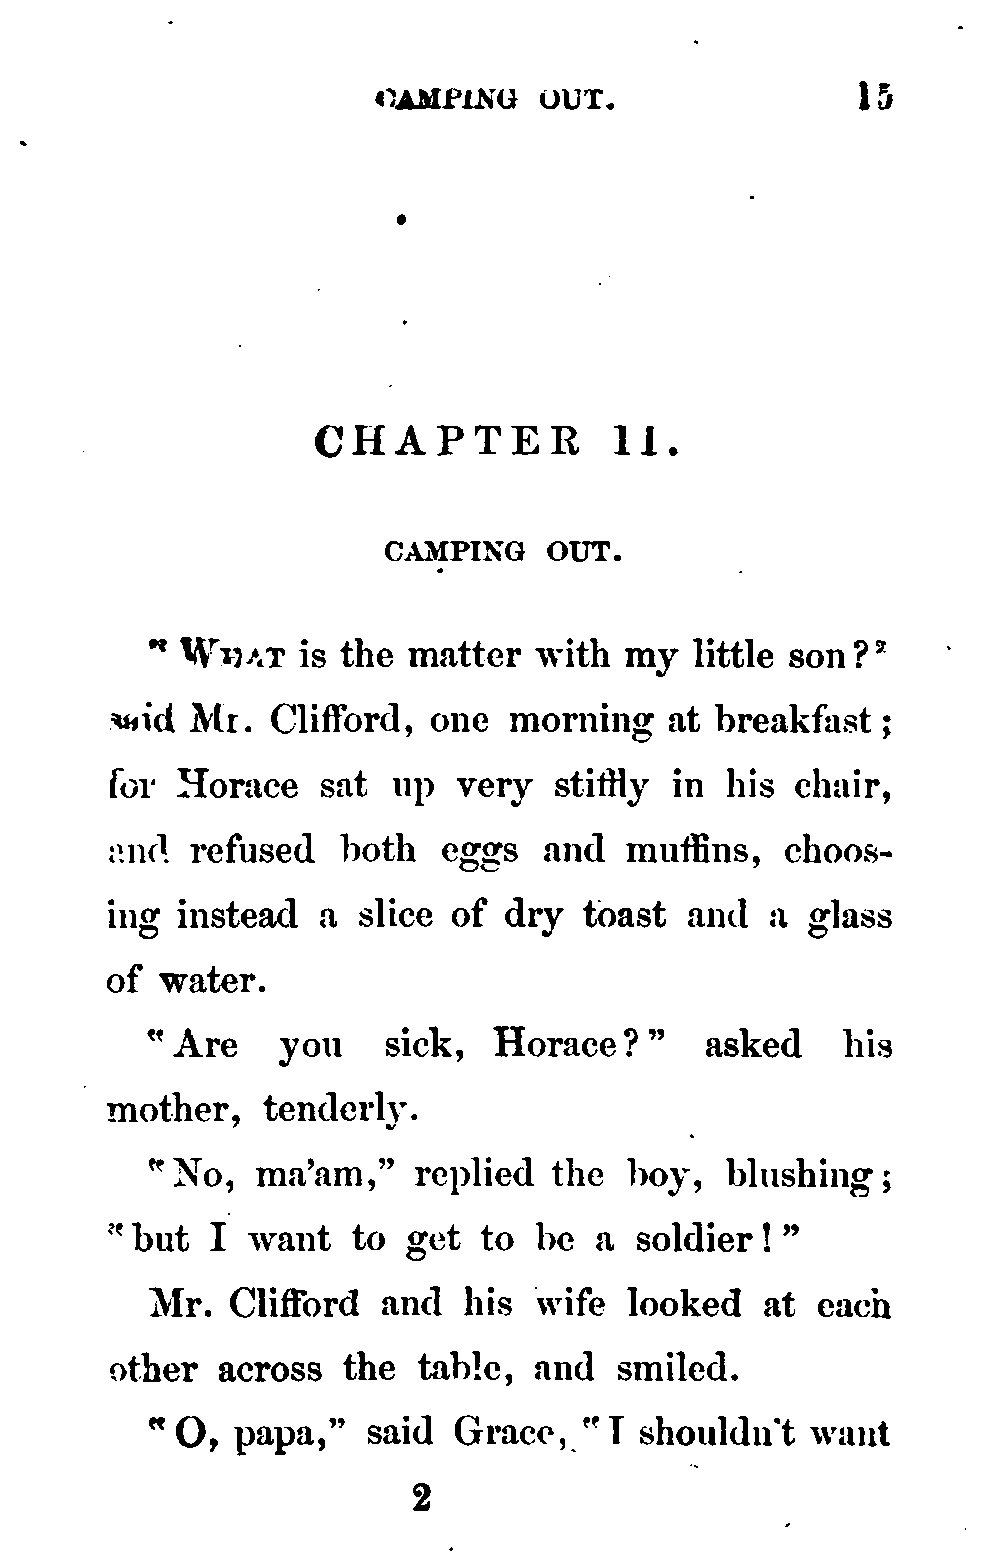 CAMPING OUT. 15
CHAPTER II.
CAMPING OUT.
" WHAT is the matter with my little son?"
said Mr. Clifford, one morning at breakfast;
for Horace sat up very stiffly in his chair,
and refused both eggs and muffins, choos-
ing instead a slice of dry toast and a glass
of water.
"Are you sick, Horace?" asked his
mother, tenderly.
"No, ma'am," replied the boy, blushing;
"but I want to get to be a soldier!"
Mr. Clifford and his wife looked at each
other across the table, and smiled.
"O, papa," said Grace, "I shouldn't want
2